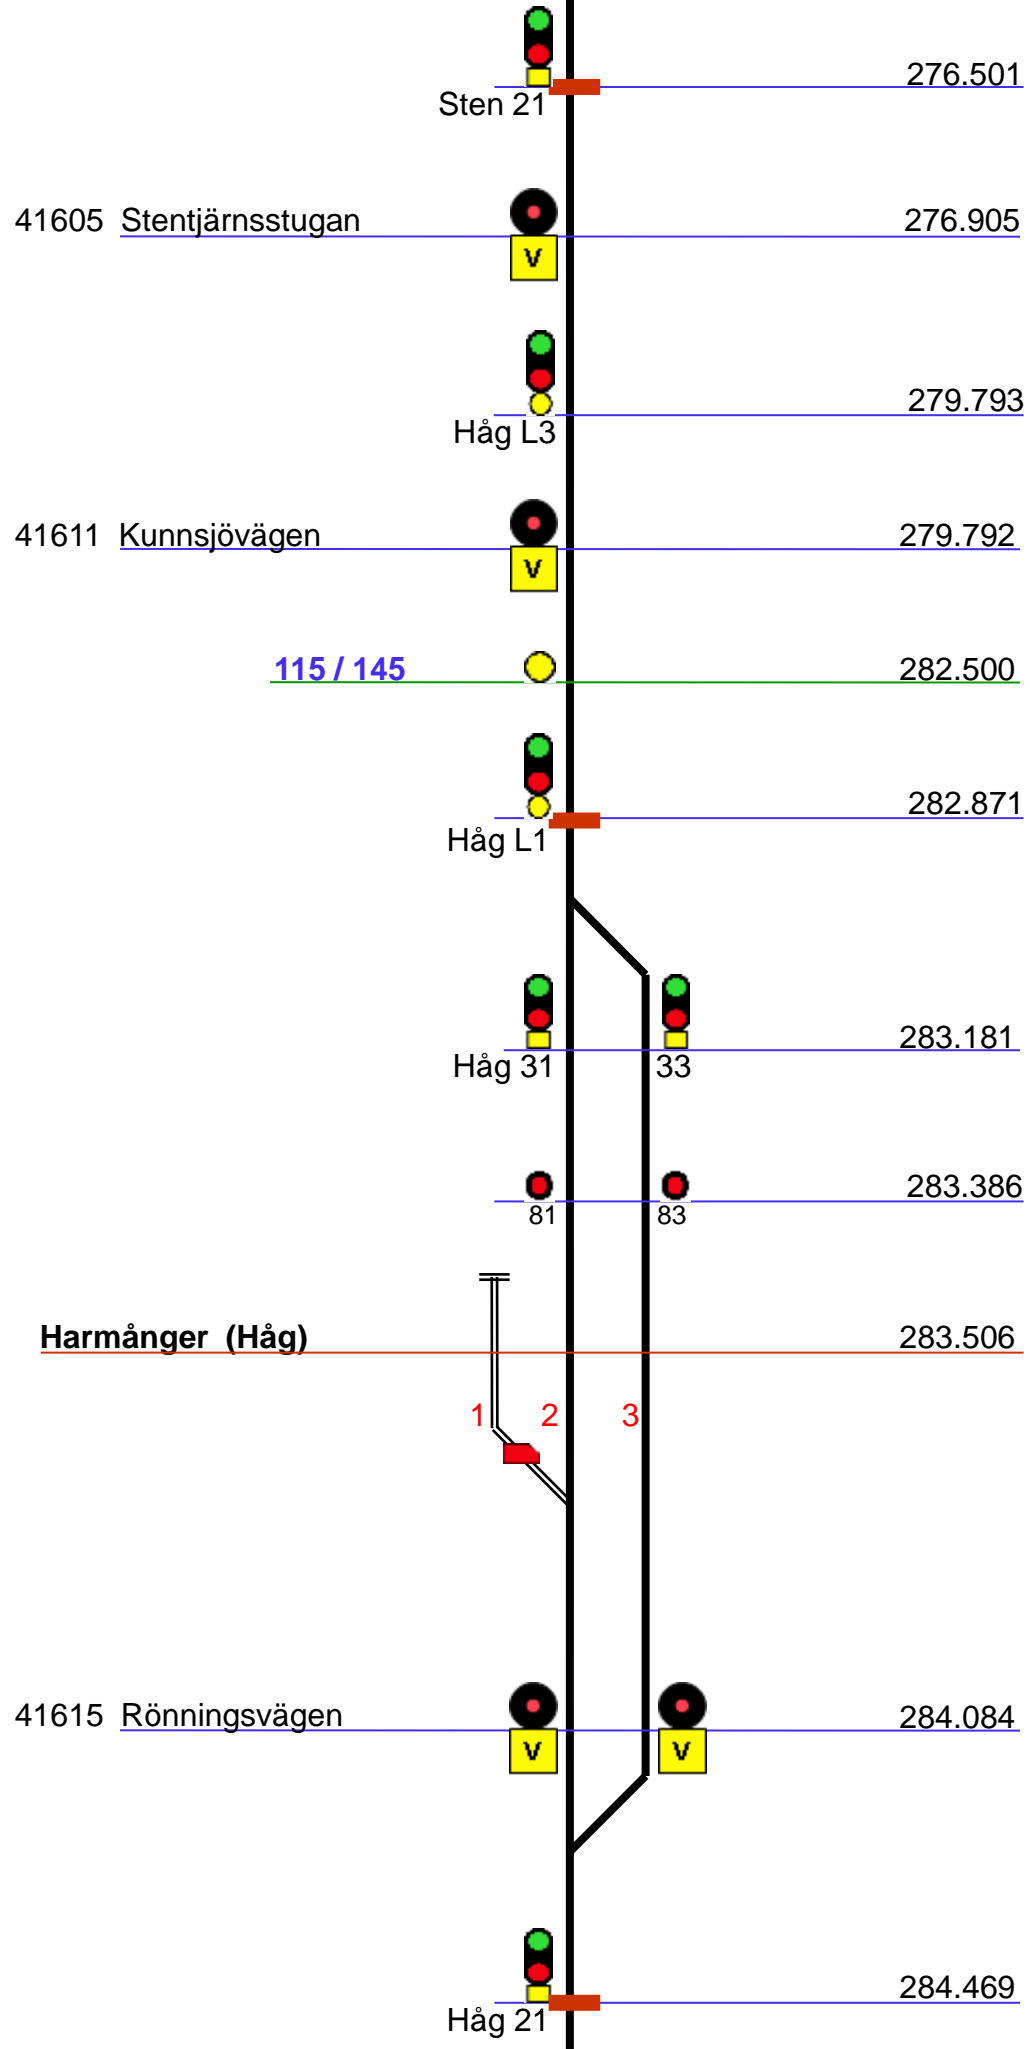 276.501
Sten 21
41605 Stentjärnsstugan 276.905
V
279.793
Håg L3
41611 Kunnsjövägen 279.792
V
115 / 145 282.500
282.871
Håg L1
283.181
Håg 31 33
283.386
81 83
Harmånger (Håg) 283.506
1 2 3
41615 Rönningsvägen 284.084
V V
284.469
Håg 21